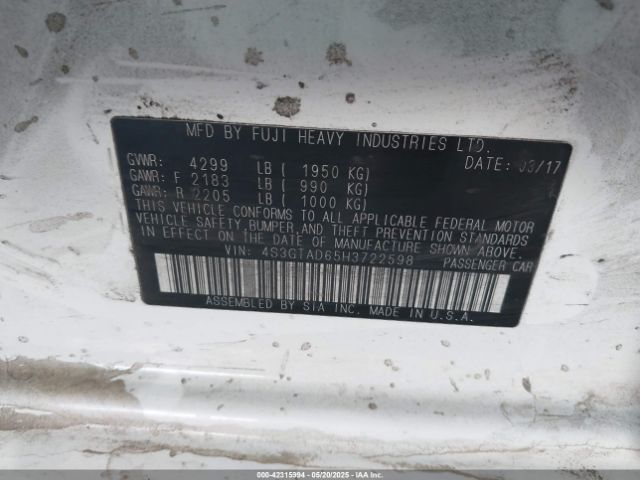 MFD BY FUJI HEAVY INDUSTRIES LTD.
GVWR: 4299 LB ( 1950 KG) DATE: 03/17
GAWR: F 2183 LB ( 990 KG)
GAWR: R 2205 LB ( 1000 KG)
THIS VEHICLE CONFORMS TO ALL APPLICABLE FEDERAL MOTOR
VEHICLE SAFETY, BUMPER, AND THEFT PREVENTION STANDARDS
IN EFFECT ON THE DATE OF MANUFACTURE SHOWN ABOVE.
VIN: 4S3GTAD65H3722598 PASSENGER CAR
ASSEMBLED BY SIA INC. MADE IN U.S.A.
000-42315994 - 05/20/2025 - IAAI, Inc.